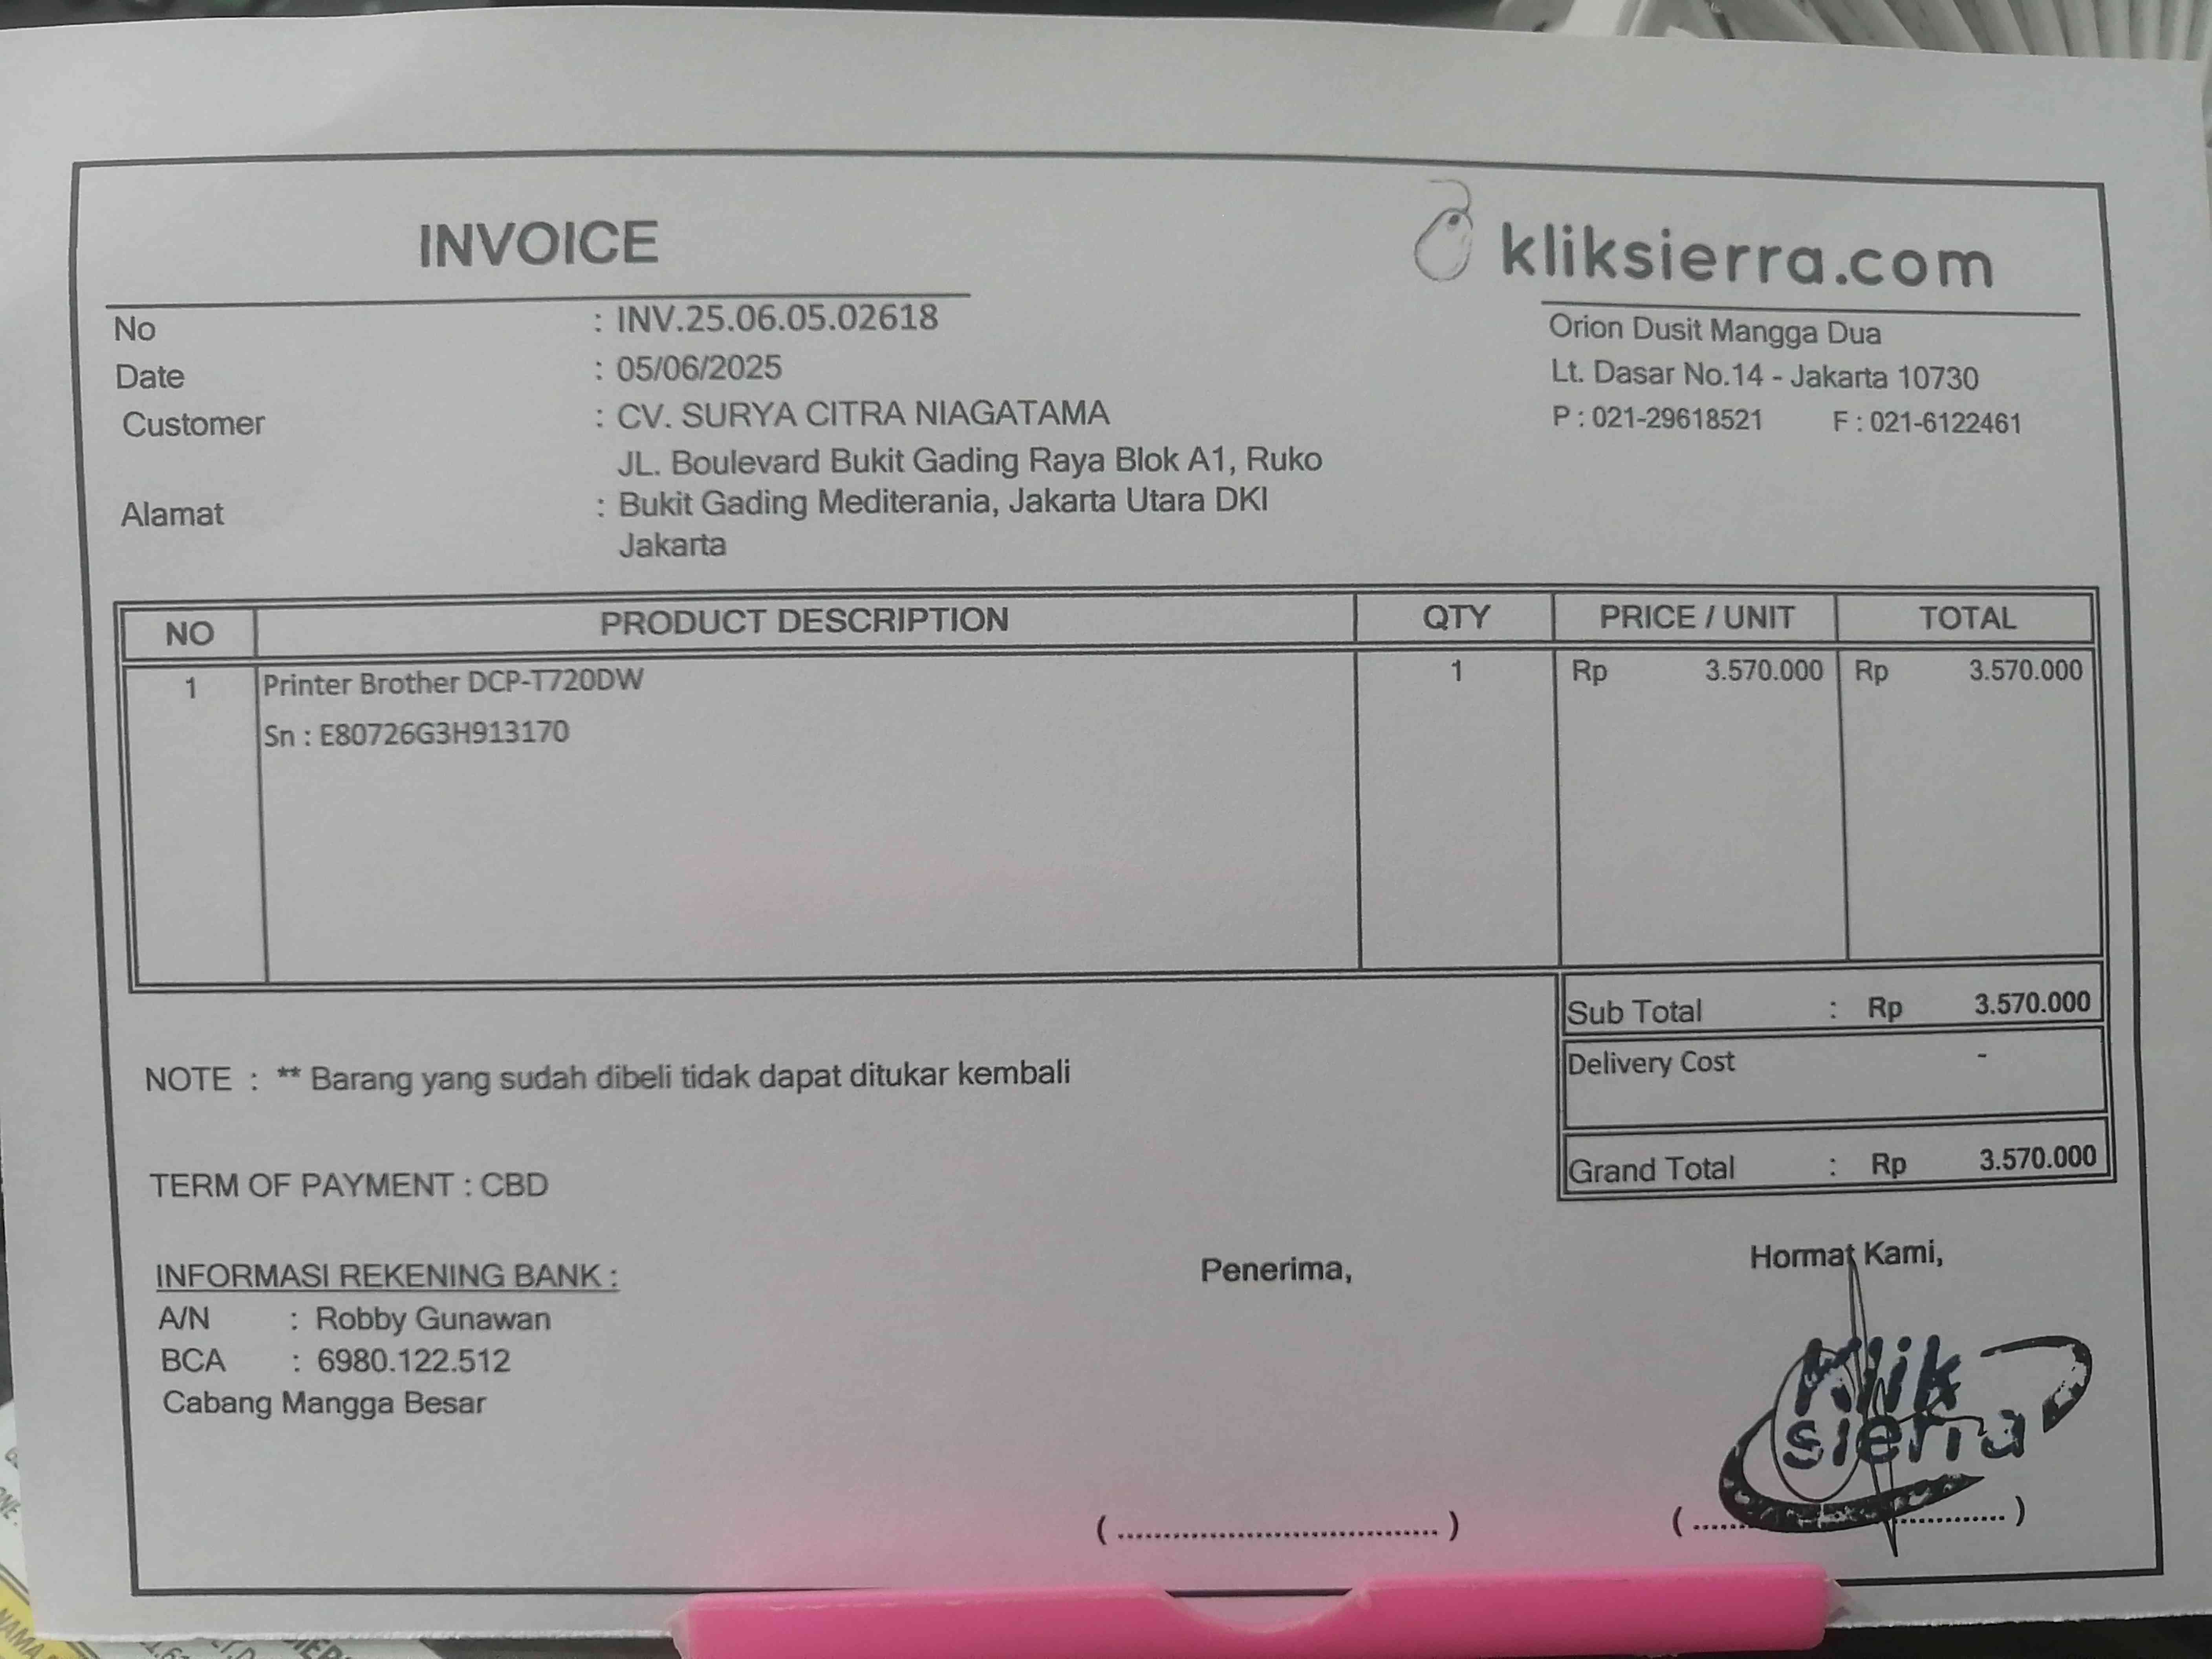 INVOICE
kliksierra.com
No : INV.25.06.05.02618
Date : 05/06/2025
Customer : CV. SURYA CITRA NIAGATAMA
JL. Boulevard Bukit Gading Raya Blok A1, Ruko
Alamat : Bukit Gading Mediterania, Jakarta Utara DKI
Jakarta
Orion Dusit Mangga Dua
Lt. Dasar No.14 - Jakarta 10730
P : 021-29618521 F : 021-6122461
NO PRODUCT DESCRIPTION QTY PRICE / UNIT TOTAL
1 Printer Brother DCP-T720DW 1 Rp 3.570.000 Rp 3.570.000
Sn : E80726G3H913170
Sub Total : Rp 3.570.000
Delivery Cost -
Grand Total : Rp 3.570.000
NOTE : ** Barang yang sudah dibeli tidak dapat ditukar kembali
TERM OF PAYMENT : CBD
INFORMASI REKENING BANK :
A/N : Robby Gunawan
BCA : 6980.122.512
Cabang Mangga Besar
Penerima,
Hormat Kami,
Klik
sierra
( ........................................ )
( ........................................ )
NAMA